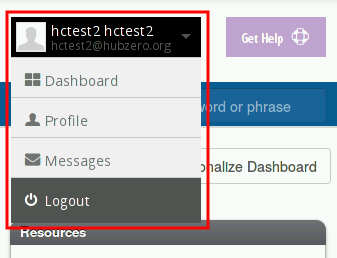 hctest2 hctest2
hctest2@hubzero.org
Get Help
Dashboard
word or phrase
Profile
Messages
nalize Dashboard
Logout
Resources